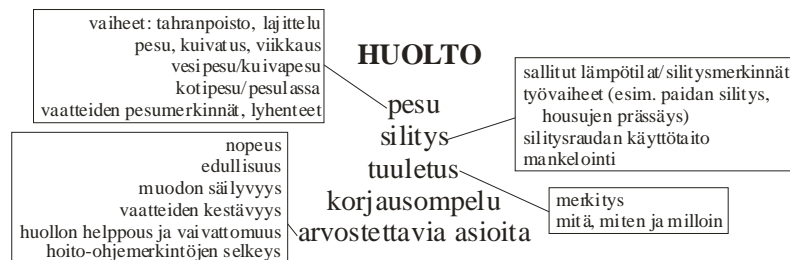 vaiheet: tahranpoisto, lajittelu
pesu, kuivatus, viikkaus
vesipesu/kuivapesu
kotipesu/pesulassa
vaatteiden pesumerkinnät, lyhenteet
HUOLTO
sallitut lämpötilat/silitysmerkinnät
työvaiheet (esim. paidan silitys,
housujen prässäys)
silitysraudan käyttötaito
mankelointi
pesu
silitys
tuuletus
korjausompelu
arvostettavia asioita
nopeus
edullisuus
muodon säilyvyys
vaatteiden kestävyys
huollon helppous ja vaivattomuus
hoito-ohjemerkintöjen selkeys
merkitys
mitä, miten ja milloin